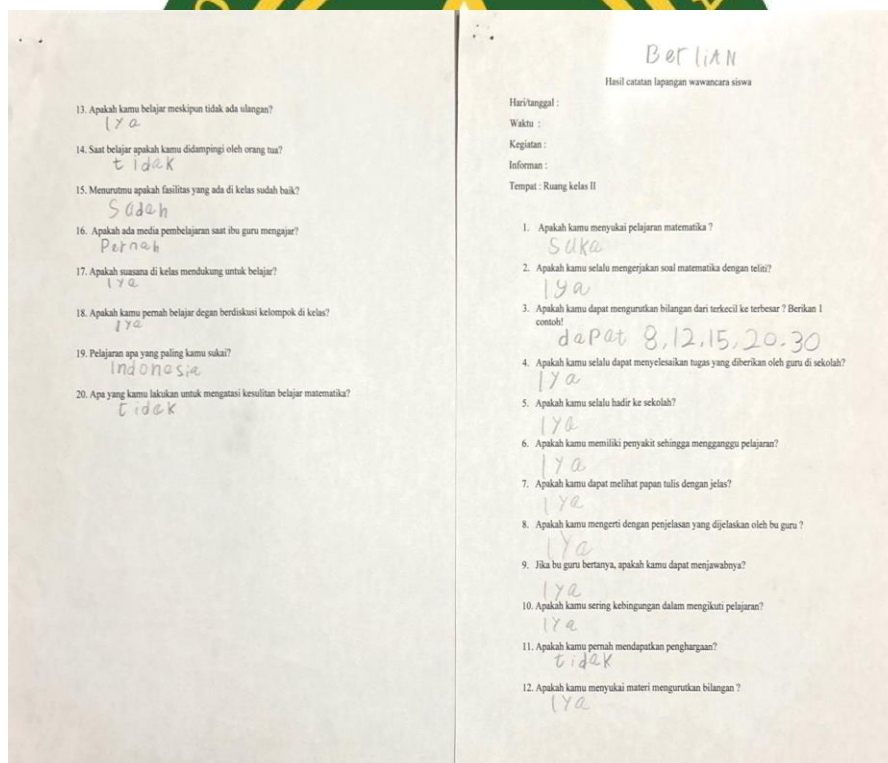 BerliAN
Hasil catatan lapangan wawancara siswa
Hari/tanggal :
Waktu :
Kegiatan :
Informan :
Tempat : Ruang kelas II
1. Apakah kamu menyukai pelajaran matematika ?
SUKa
2. Apakah kamu selalu mengerjakan soal matematika dengan teliti?
Iya
3. Apakah kamu dapat mengurutkan bilangan dari terkecil ke terbesar ? Berikan 1
contoh!
daPat 8,12,15,20.30
4. Apakah kamu selalu dapat menyelesaikan tugas yang diberikan oleh guru di sekolah?
Iya
5. Apakah kamu selalu hadir ke sekolah?
Iya
6. Apakah kamu memiliki penyakit sehingga mengganggu pelajaran?
Iya
7. Apakah kamu dapat melihat papan tulis dengan jelas?
Iya
8. Apakah kamu mengerti dengan penjelasan yang dijelaskan oleh bu guru ?
Iya
9. Jika bu guru bertanya, apakah kamu dapat menjawabnya?
Iya
10. Apakah kamu sering kebingungan dalam mengikuti pelajaran?
Iya
11. Apakah kamu pernah mendapatkan penghargaan?
tidak
12. Apakah kamu menyukai materi mengurutkan bilangan ?
Iya
13. Apakah kamu belajar meskipun tidak ada ulangan?
Iya
14. Saat belajar apakah kamu didampingi oleh orang tua?
tidak
15. Menurutmu apakah fasilitas yang ada di kelas sudah baik?
Sudah
16. Apakah ada media pembelajaran saat ibu guru mengajar?
Pernah
17. Apakah suasana di kelas mendukung untuk belajar?
Iya
18. Apakah kamu pernah belajar degan berdiskusi kelompok di kelas?
Iya
19. Pelajaran apa yang paling kamu sukai?
Indonesia
20. Apa yang kamu lakukan untuk mengatasi kesulitan belajar matematika?
tidak